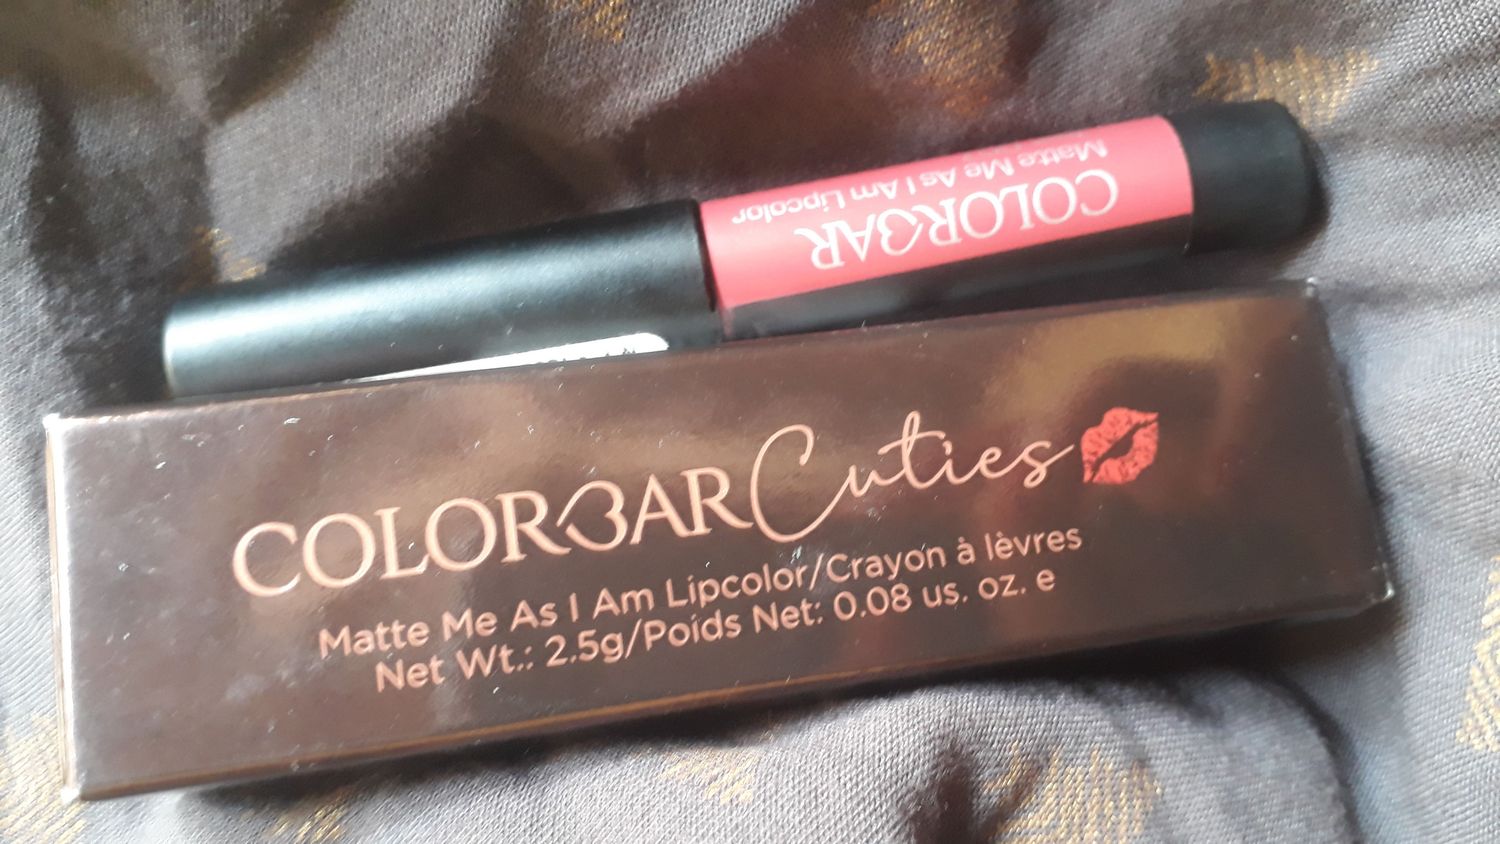 COLORBAR
Matte Me As I Am Lipcolor
COLORBAR Cuties
Matte Me As I Am Lipcolor/Crayon à lèvres
Net Wt.: 2.5g/Poids Net: 0.08 us. oz. e